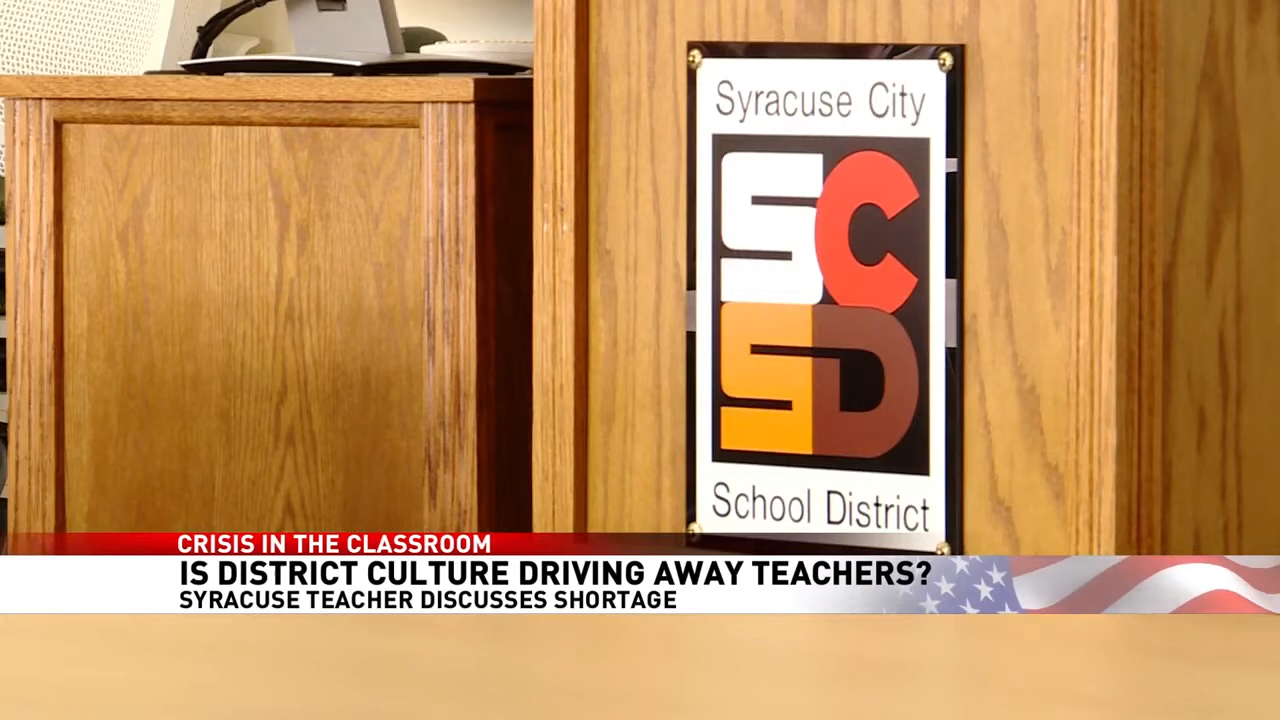 Syracuse City
SC
SD
School District
CRISIS IN THE CLASSROOM
IS DISTRICT CULTURE DRIVING AWAY TEACHERS?
SYRACUSE TEACHER DISCUSSES SHORTAGE